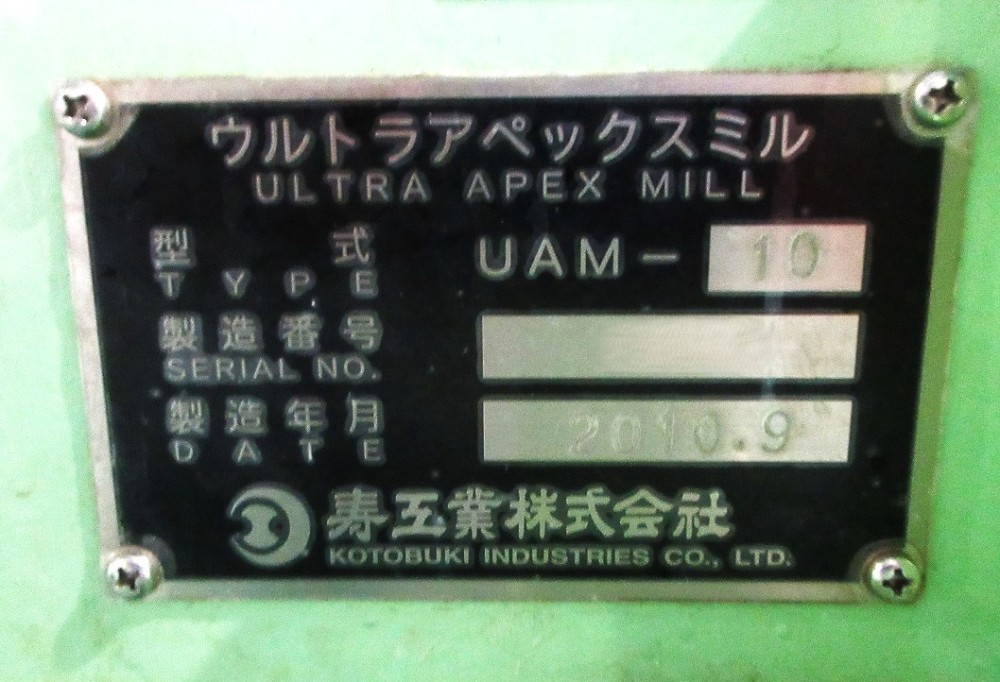 ウルトラアペックスミル
ULTRA APEX MILL
型式 UAM-10
TYPE
製造番号
SERIAL NO.
製造年月 2010.9
DATE
寿工業株式会社
KOTOBUKI INDUSTRIES CO., LTD.